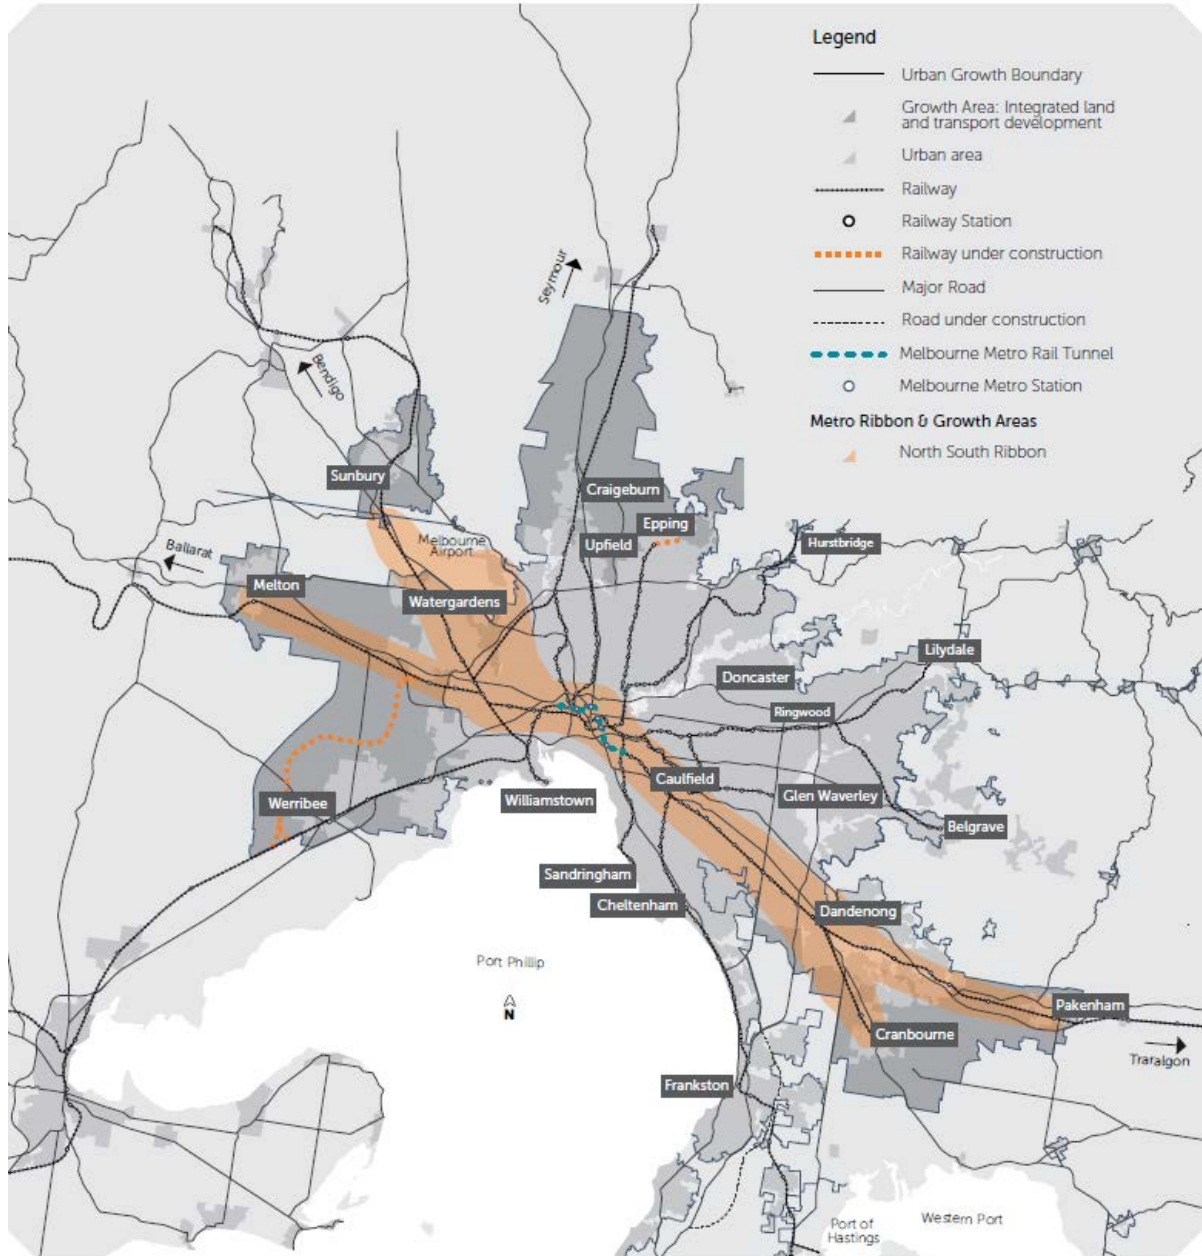 Legend
Urban Growth Boundary
Growth Area: Integrated land
and transport development
Urban area
Railway
Railway Station
Railway under construction
Major Road
Road under construction
Melbourne Metro Rail Tunnel
Melbourne Metro Station
Metro Ribbon & Growth Areas
North South Ribbon
Seymour
Bendigo
Sunbury
Craigeburn
Epping
Melbourne
Airport
Upfield
Hurstbridge
Ballarat
Melton
Watergardens
Lilydale
Doncaster
Ringwood
Caulfield
Werribee
Williamstown
Glen Waverley
Belgrave
Sandringham
Cheltenham
Dandenong
Port Phillip
N
Pakenham
Cranbourne
Traralgon
Frankston
Port of
Hastings
Western Port